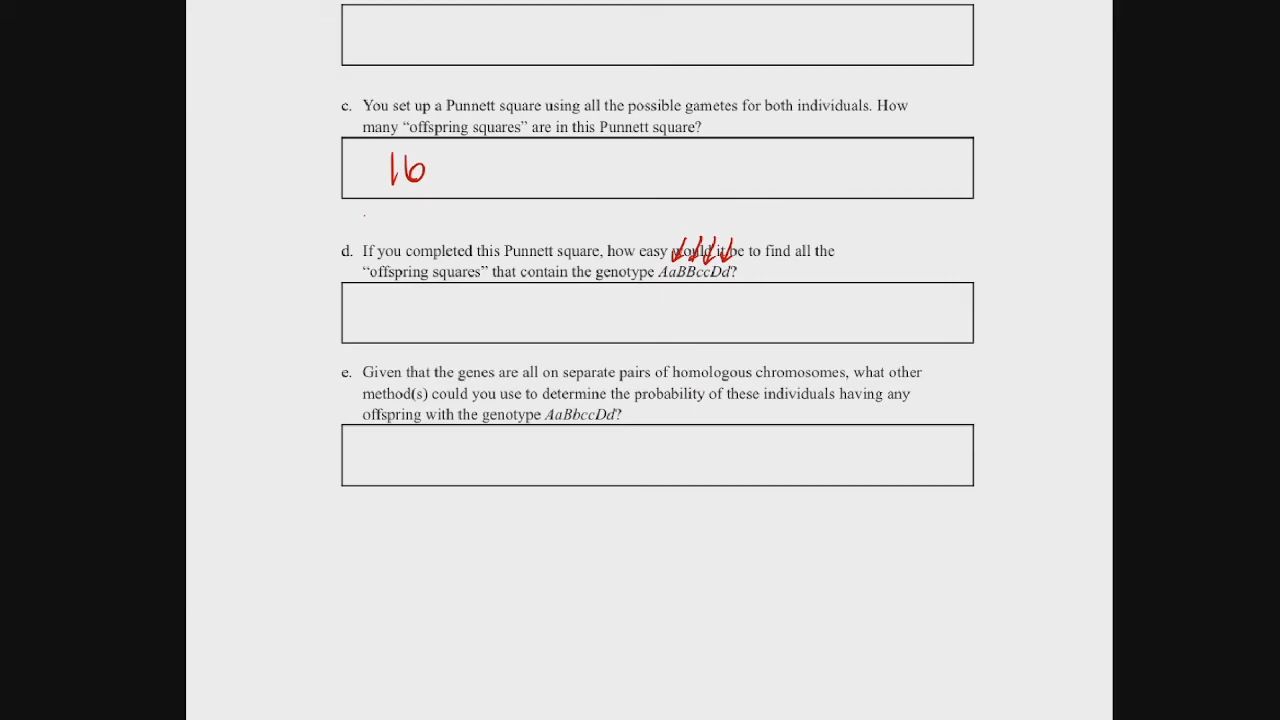 c. You set up a Punnett square using all the possible gametes for both individuals. How
many “offspring squares” are in this Punnett square?
16
d. If you completed this Punnett square, how easy would it be to find all the
“offspring squares” that contain the genotype AaBBccDd?
e. Given that the genes are all on separate pairs of homologous chromosomes, what other
method(s) could you use to determine the probability of these individuals having any
offspring with the genotype AaBbccDd?